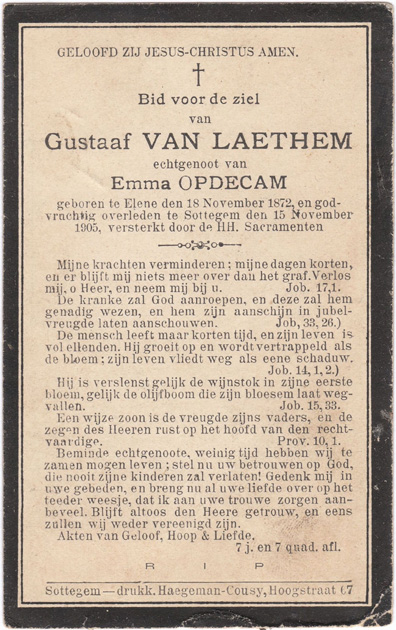 GELOOFD ZIJ JESUS-CHRISTUS AMEN.
Bid voor de ziel
van
Gustaaf VAN LAETHEM
echtgenoot van
Emma OPDECAM
geboren te Elene den 18 November 1872, en god-
vruchtig overleden te Sottegem den 15 November
1905, versterkt door de HH. Sacramenten
Mijne krachten verminderen; mijne dagen korten,
en er blijft mij niets meer over dan het graf. Verlos
mij, o Heer, en neem mij bij u. Job. 17,1.
De kranke zal God aanroepen, en deze zal hem
genadig wezen, en hem zijn aanschijn in jubel-
vreugde laten aanschouwen. Job, 33, 26.)
De mensch leeft maar korten tijd, en zijn leven is
vol ellenden. Hij groeit op en wordt vertrappeld als
de bloem; zijn leven vliedt weg als eene schaduw.
Job. 14, 1, 2.)
Hij is verslenst gelijk de wijnstok in zijne eerste
bloem, gelijk de olijfboom die zijn bloesem laat weg-
vallen. Job. 15, 33.
Een wijze zoon is de vreugde zijns vaders, en de
zegen des Heeren rust op het hoofd van den recht-
vaardige. Prov. 10, 1.
Beminde echtgenoote, weinig tijd hebben wij te
zamen mogen leven; stel nu uw betrouwen op God,
die nooit zijne kinderen zal verlaten! Gedenk mij in
uwe gebeden, en breng nu al uwe liefde over op het
teeder weesje, dat ik aan uwe trouwe zorgen aan-
beveel. Blijft altoos den Heere getrouw, en eens
zullen wij weder vereenigd zijn.
Akten van Geloof, Hoop & Liefde.
7 j. en 7 quad. afl.
R I P
Sottegem — drukk. Haegeman-Cousy, Hoogstraat 67